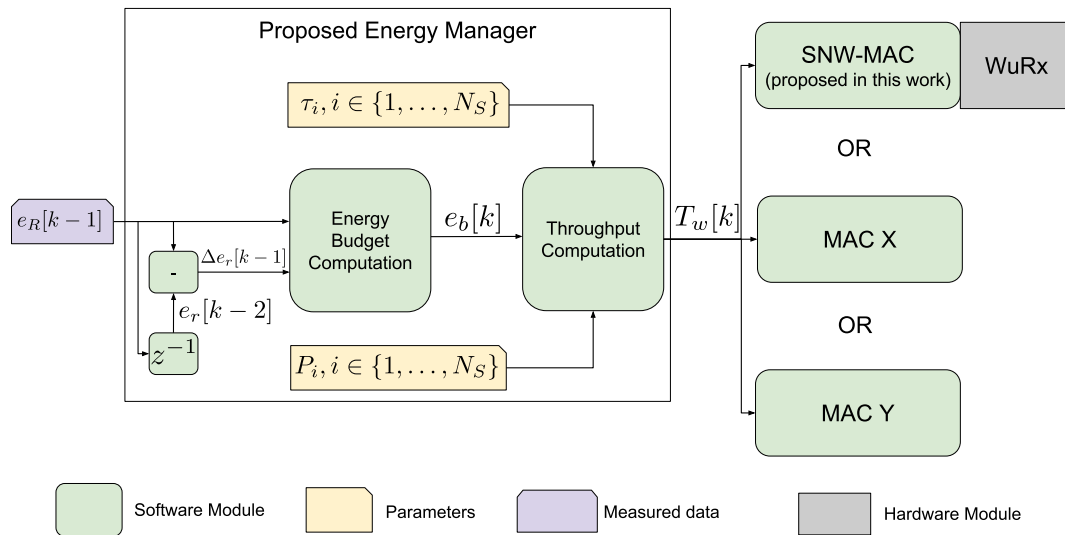 Proposed Energy Manager
SNW-MAC
(proposed in this work)
WuRx
τ_i, i ∈ {1, . . . , N_S}
OR
e_R[k − 1]
Energy
Budget
Computation
e_b[k]
Throughput
Computation
T_w[k]
MAC X
-
Δe_r[k−1]
e_r[k − 2]
z^{−1}
OR
P_i, i ∈ {1, . . . , N_S}
MAC Y
Software Module
Parameters
Measured data
Hardware Module